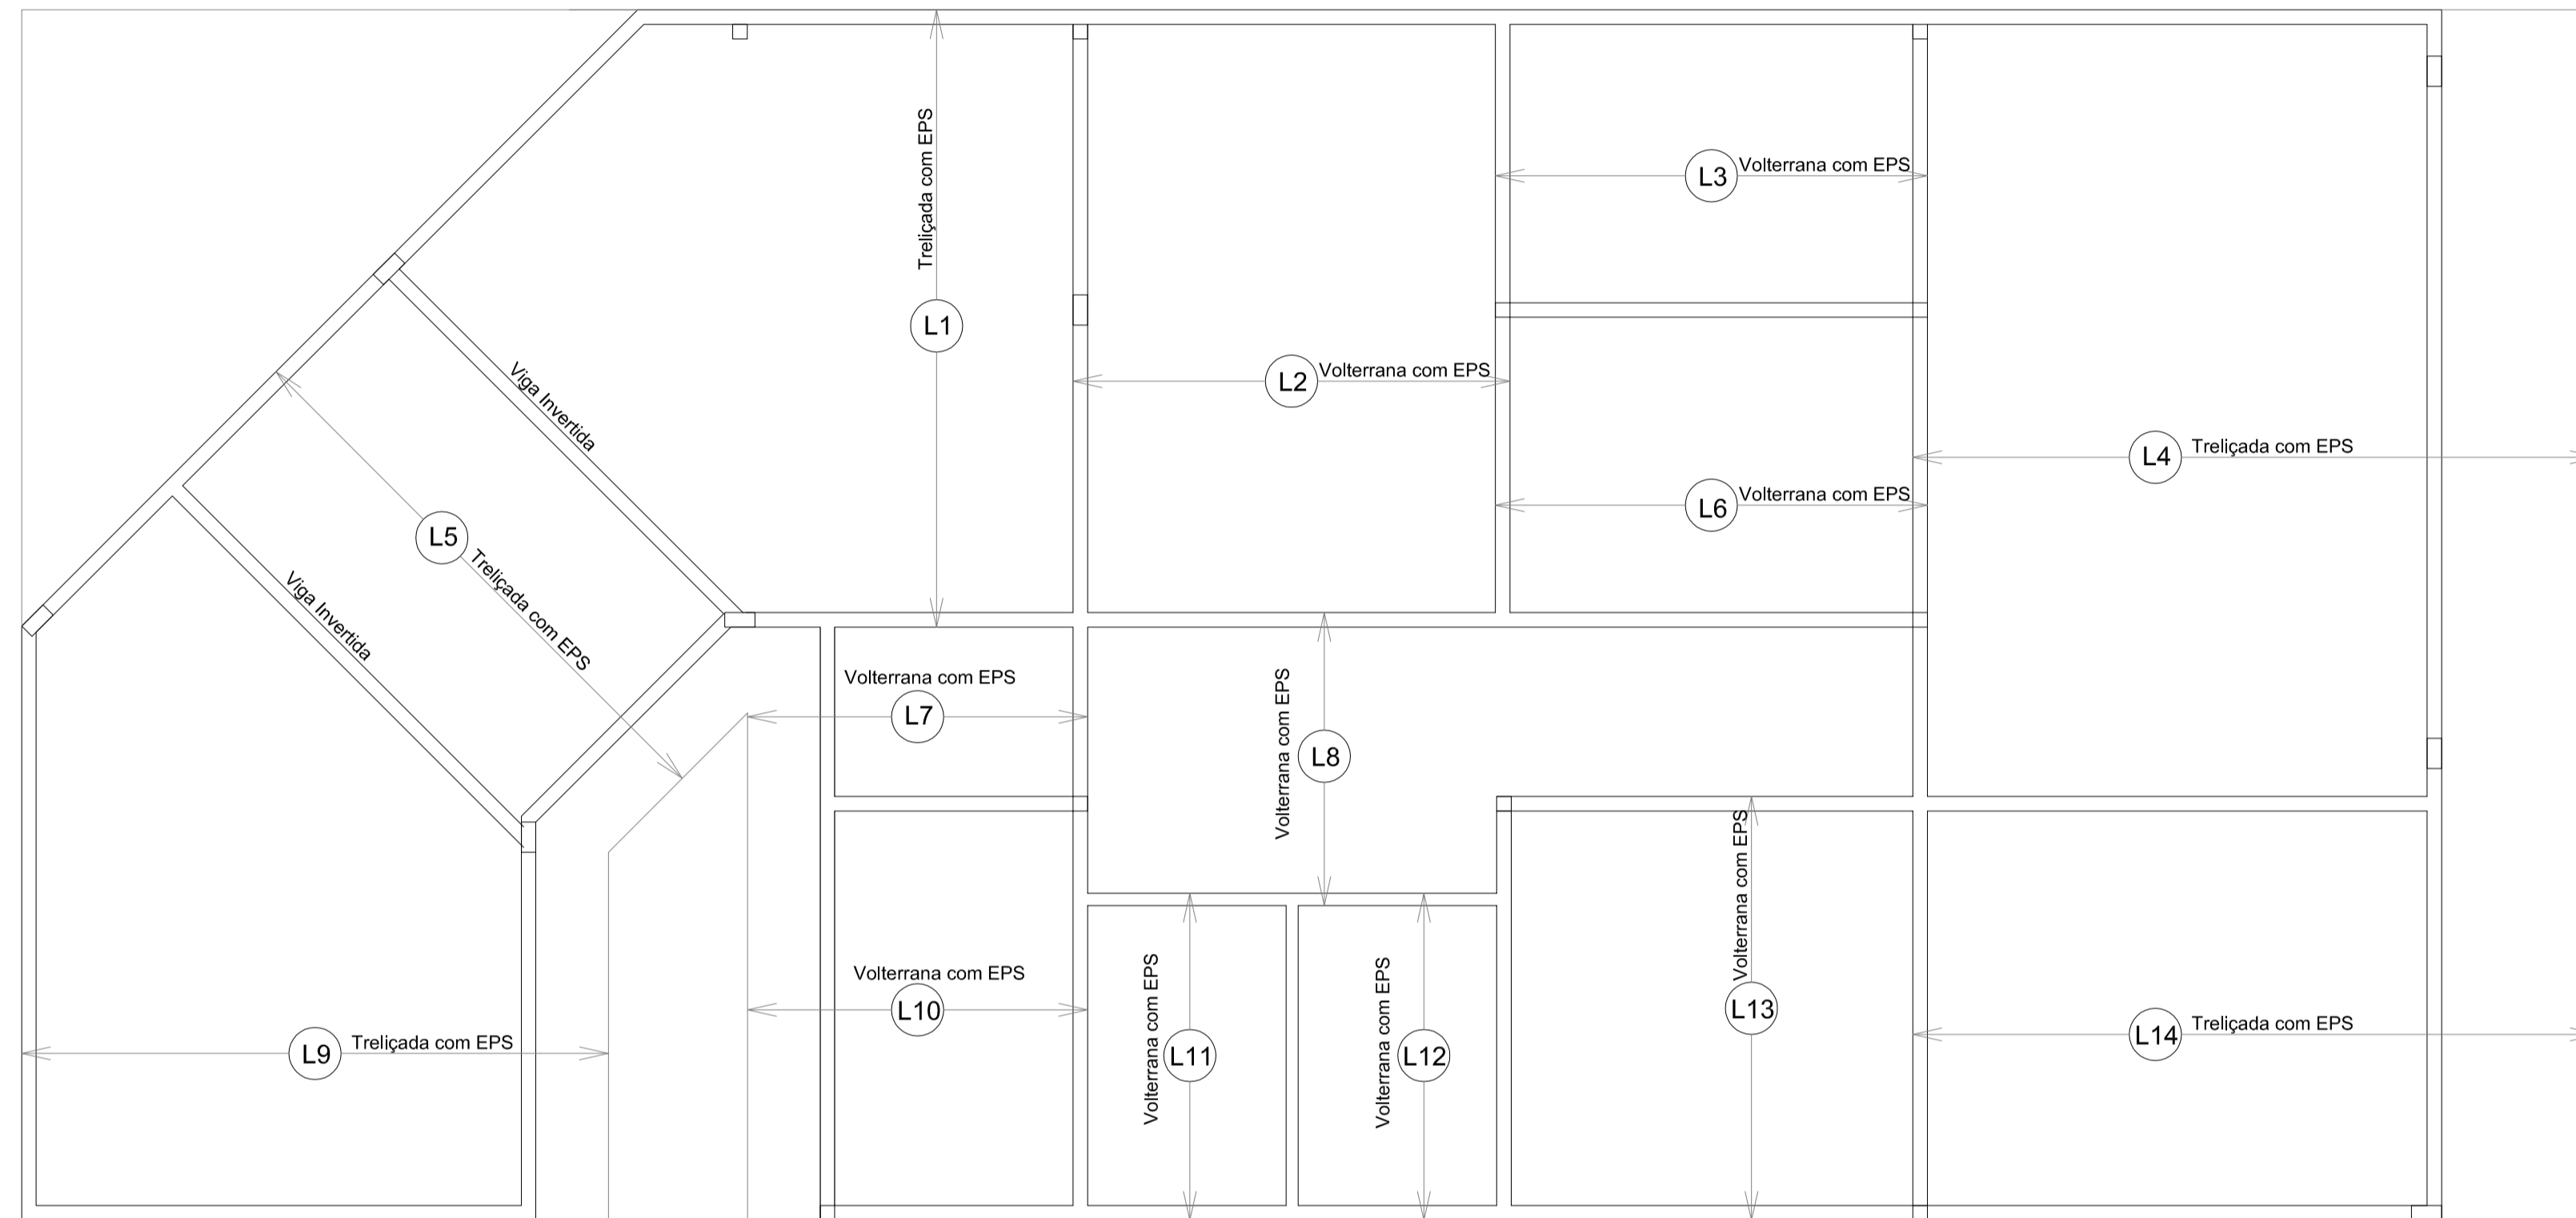 Treliçada com EPS
L1
Volterrana com EPS
L2
Volterrana com EPS
L3
Treliçada com EPS
L4
Viga Invertida
L5
Treliçada com EPS
Viga Invertida
Volterrana com EPS
L6
Volterrana com EPS
L7
Volterrana com EPS
L8
Treliçada com EPS
L9
Volterrana com EPS
L10
Volterrana com EPS
L11
Volterrana com EPS
L12
Volterrana com EPS
L13
Treliçada com EPS
L14